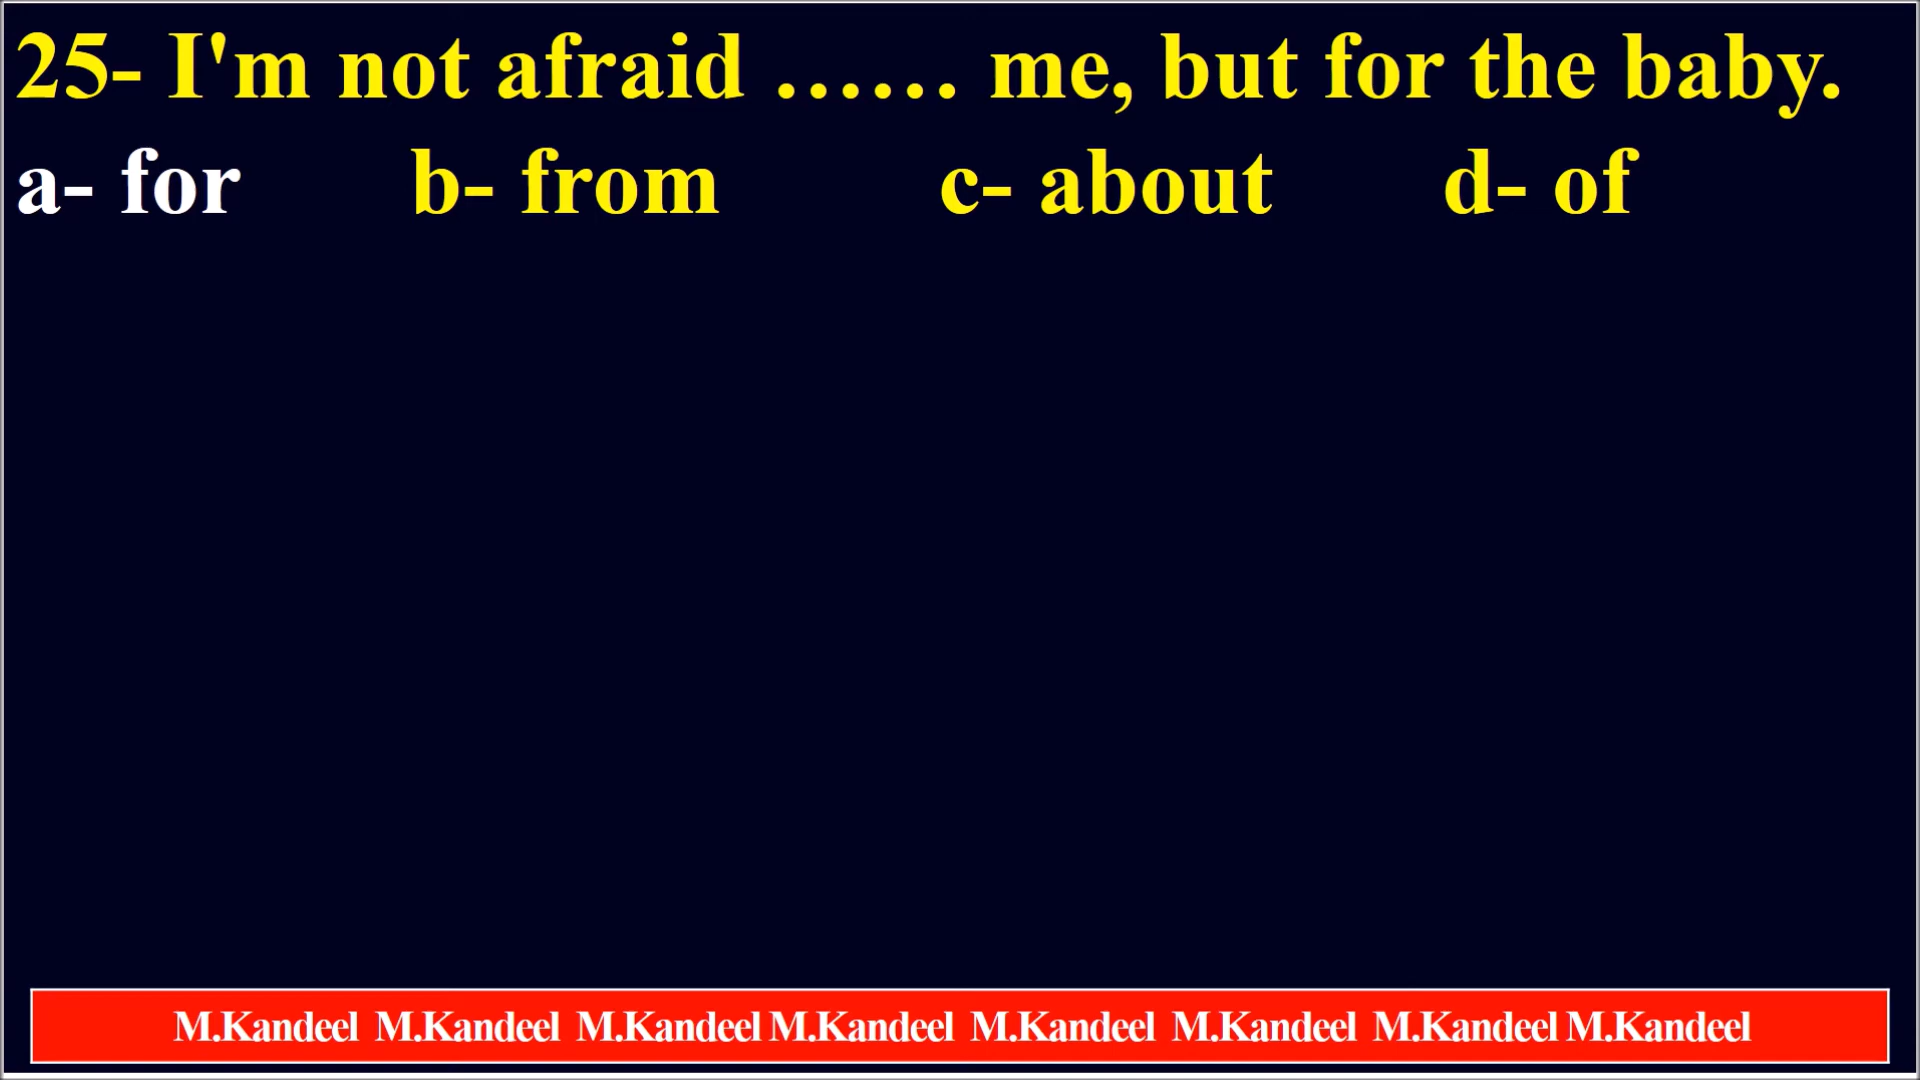 25- I'm not afraid …… me, but for the baby.
a- for b- from c- about d- of
M.Kandeel M.Kandeel M.Kandeel M.Kandeel M.Kandeel M.Kandeel M.Kandeel M.Kandeel